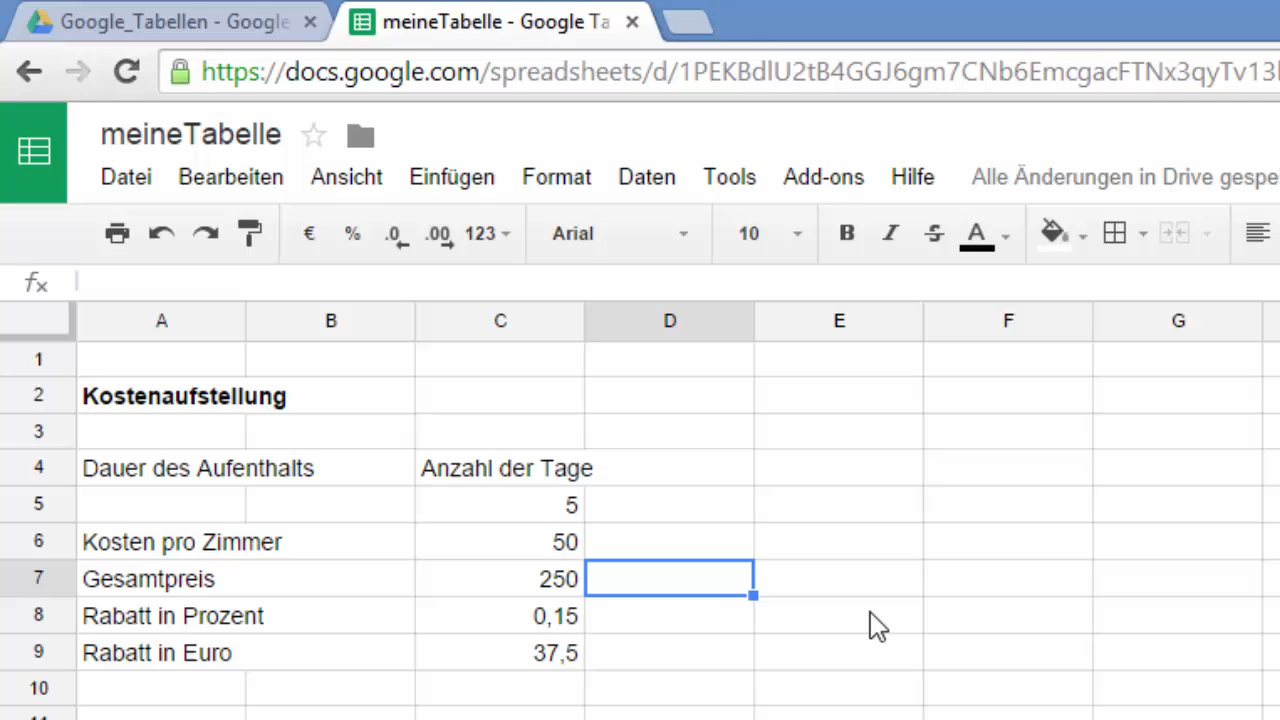 Google_Tabellen - Google
meineTabelle - Google Ta
https://docs.google.com/spreadsheets/d/1PEKBdlU2tB4GGJ6gm7CNb6EmcgacFTNx3qyTv13
meineTabelle
Datei Bearbeiten Ansicht Einfügen Format Daten Tools Add-ons Hilfe Alle Änderungen in Drive gespe
€ % .0 .00 123 Arial 10 B I S A
fx
A B C D E F G
1
2 Kostenaufstellung
3
4 Dauer des Aufenthalts Anzahl der Tage
5 5
6 Kosten pro Zimmer 50
7 Gesamtpreis 250
8 Rabatt in Prozent 0,15
9 Rabatt in Euro 37,5
10